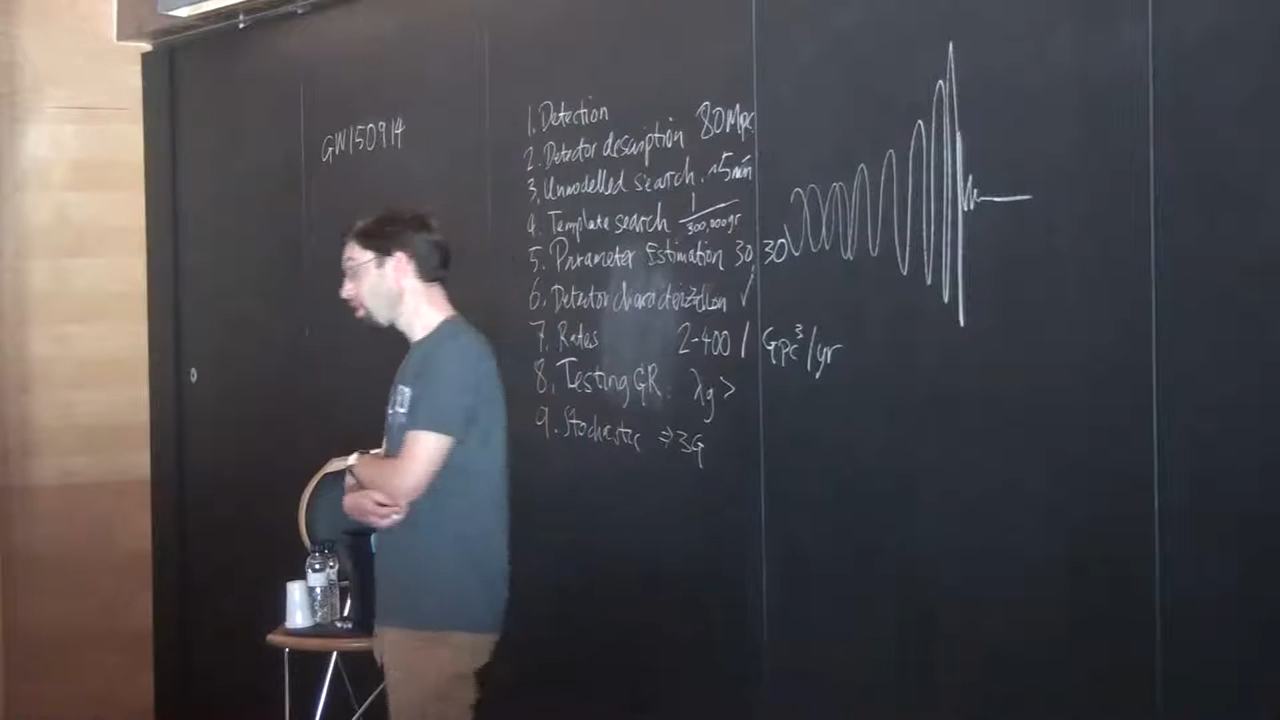 GW150914
1. Detection
2. Detector description 80Mpc
3. Unmodelled search. ~5min
4. Template search 1/300,000yr
5. Parameter Estimation 30, 30
6. Detector characterization ✓
7. Rates 2-400 / Gpc³/yr
8. Testing GR. λg >
9. Stochastic ⇒ 3G